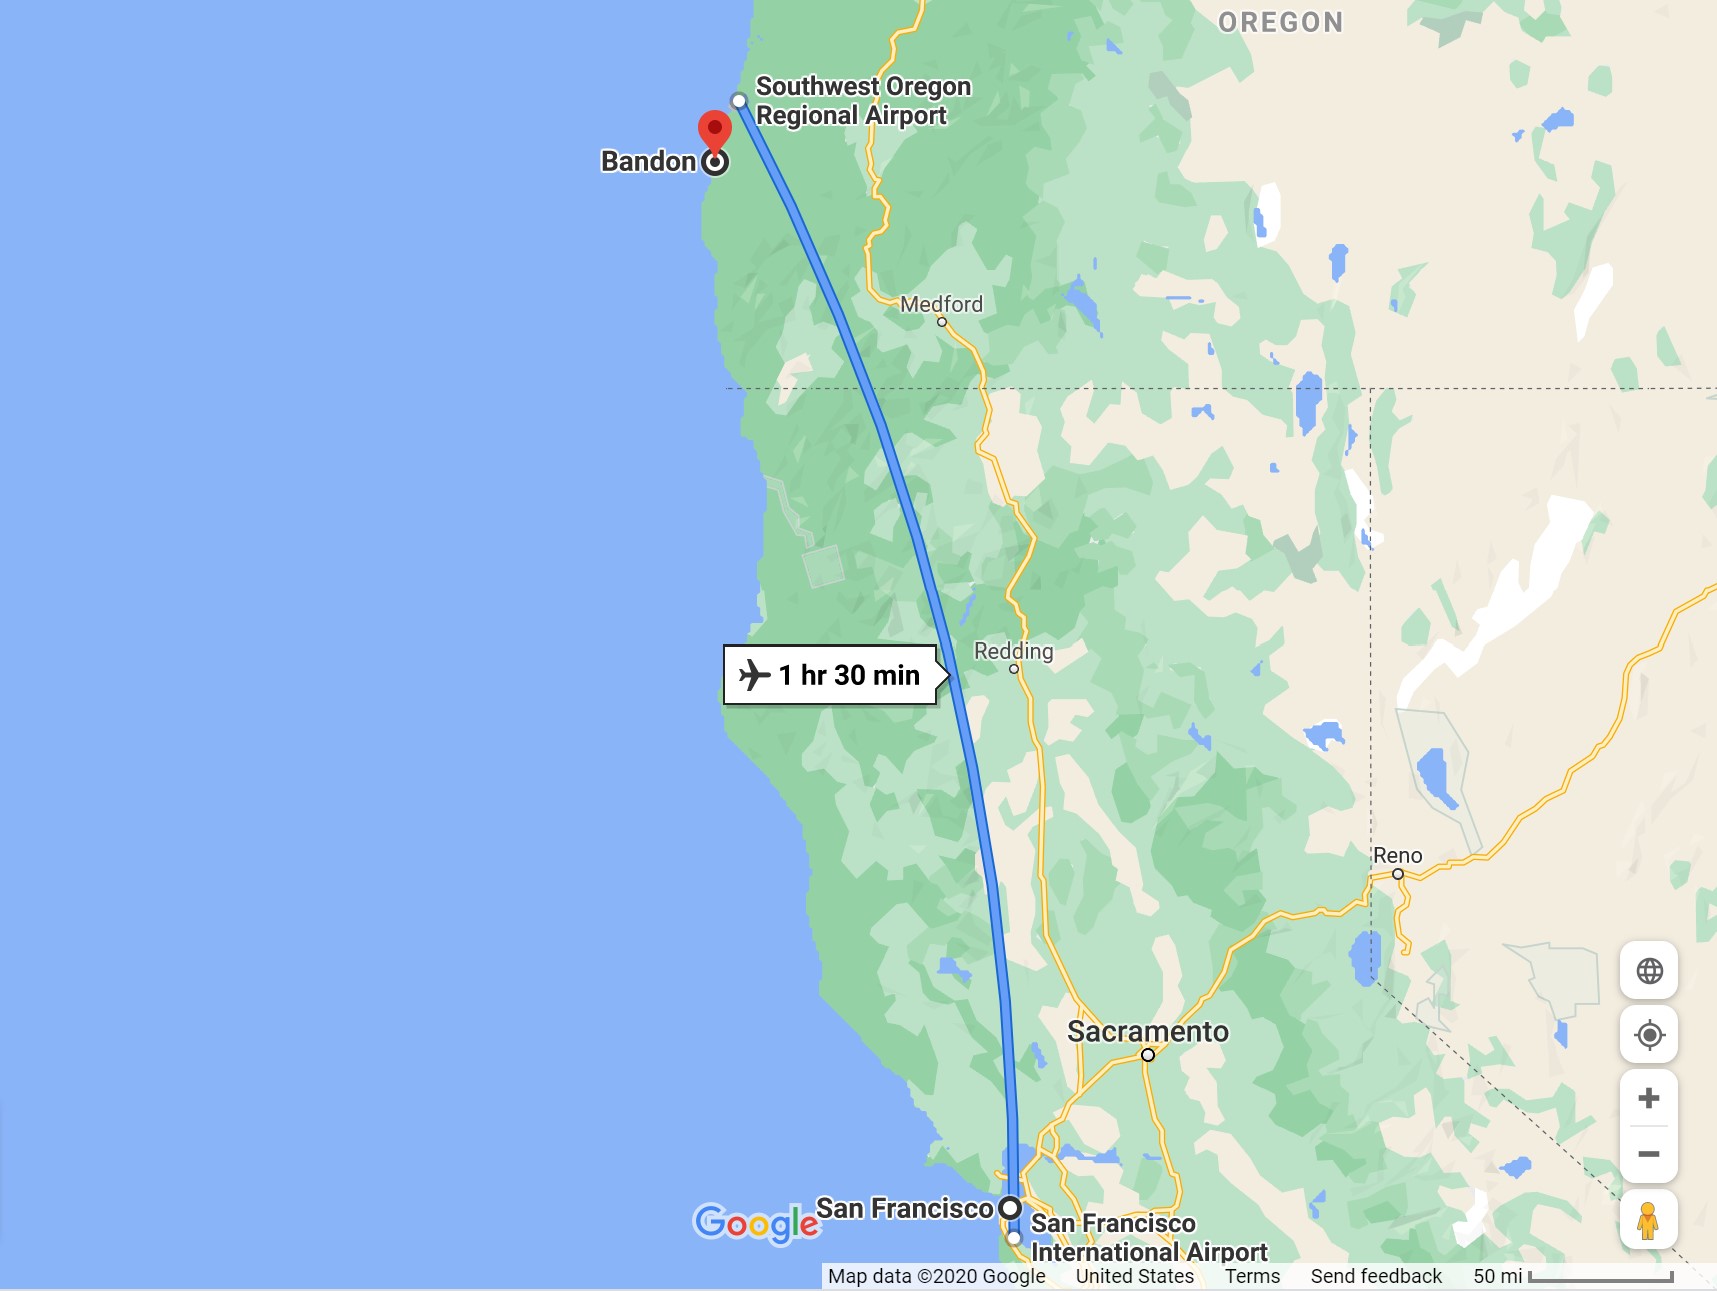 OREGON
Southwest Oregon
Regional Airport
Bandon
Medford
Redding
1 hr 30 min
Reno
Sacramento
San Francisco
Google
San Francisco
International Airport
Map data ©2020 Google United States Terms Send feedback 50 mi